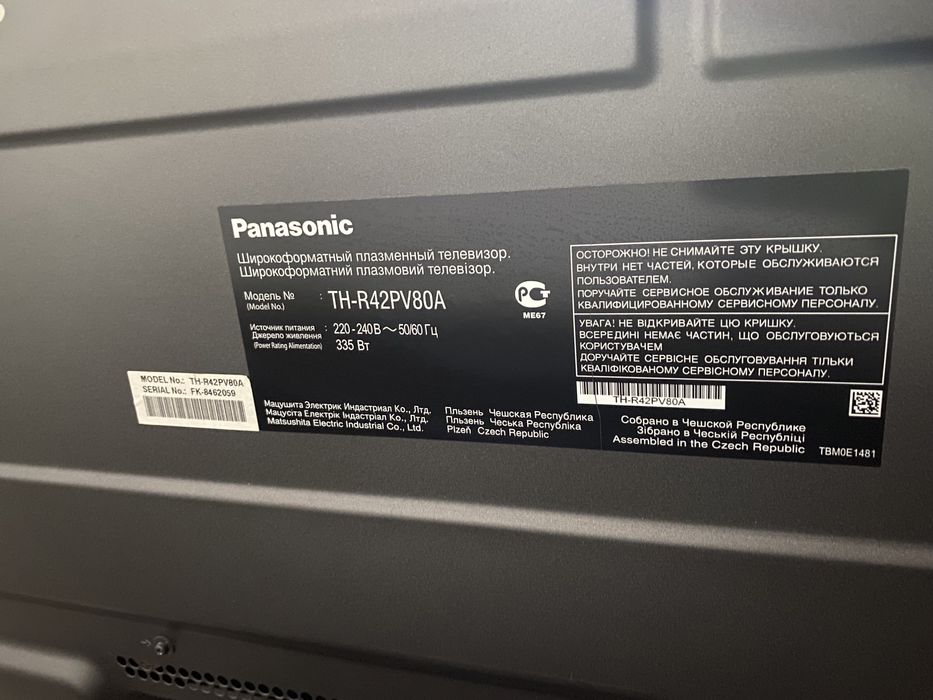 Panasonic
Широкоформатный плазменный телевизор.
Широкоформатний плазмовий телевізор.
Модель №
(Model No.)
: TH-R42PV80A
Источник питания
Джерело живлення
(Power Rating Alimentation)
: 220-240В ~ 50/60 Гц
335 Вт
РСТ
ME67
ОСТОРОЖНО! НЕ СНИМАЙТЕ ЭТУ КРЫШКУ.
ВНУТРИ НЕТ ЧАСТЕЙ, КОТОРЫЕ ОБСЛУЖИВАЮТСЯ
ПОЛЬЗОВАТЕЛЕМ.
ПОРУЧАЙТЕ СЕРВИСНОЕ ОБСЛУЖИВАНИЕ ТОЛЬКО
КВАЛИФИЦИРОВАННОМУ СЕРВИСНОМУ ПЕРСОНАЛУ.
УВАГА! НЕ ВІДКРИВАЙТЕ ЦЮ КРИШКУ.
ВСЕРЕДИНІ НЕМАЄ ЧАСТИН, ЩО ОБСЛУГОВУЮТЬСЯ
КОРИСТУВАЧЕМ
ДОРУЧАЙТЕ СЕРВІСНЕ ОБСЛУГОВУВАННЯ ТІЛЬКИ
КВАЛІФІКОВАНОМУ СЕРВІСНОМУ ПЕРСОНАЛУ.
MODEL No.: TH-R42PV80A
SERIAL No.: FK-8462059
Мацушита Электрик Индастриал Ко., Лтд.
Мацусіта Електрік Індастріал Ко., Лтд.
Matsushita Electric Industrial Co., Ltd.
Пльзень Чешская Республика
Пльзень Чеська Республіка
Plzeň Czech Republic
TH-R42PV80A
Собрано в Чешской Республике
Зібрано в Чеській Республіці
Assembled in the Czech Republic
TBM0E1481